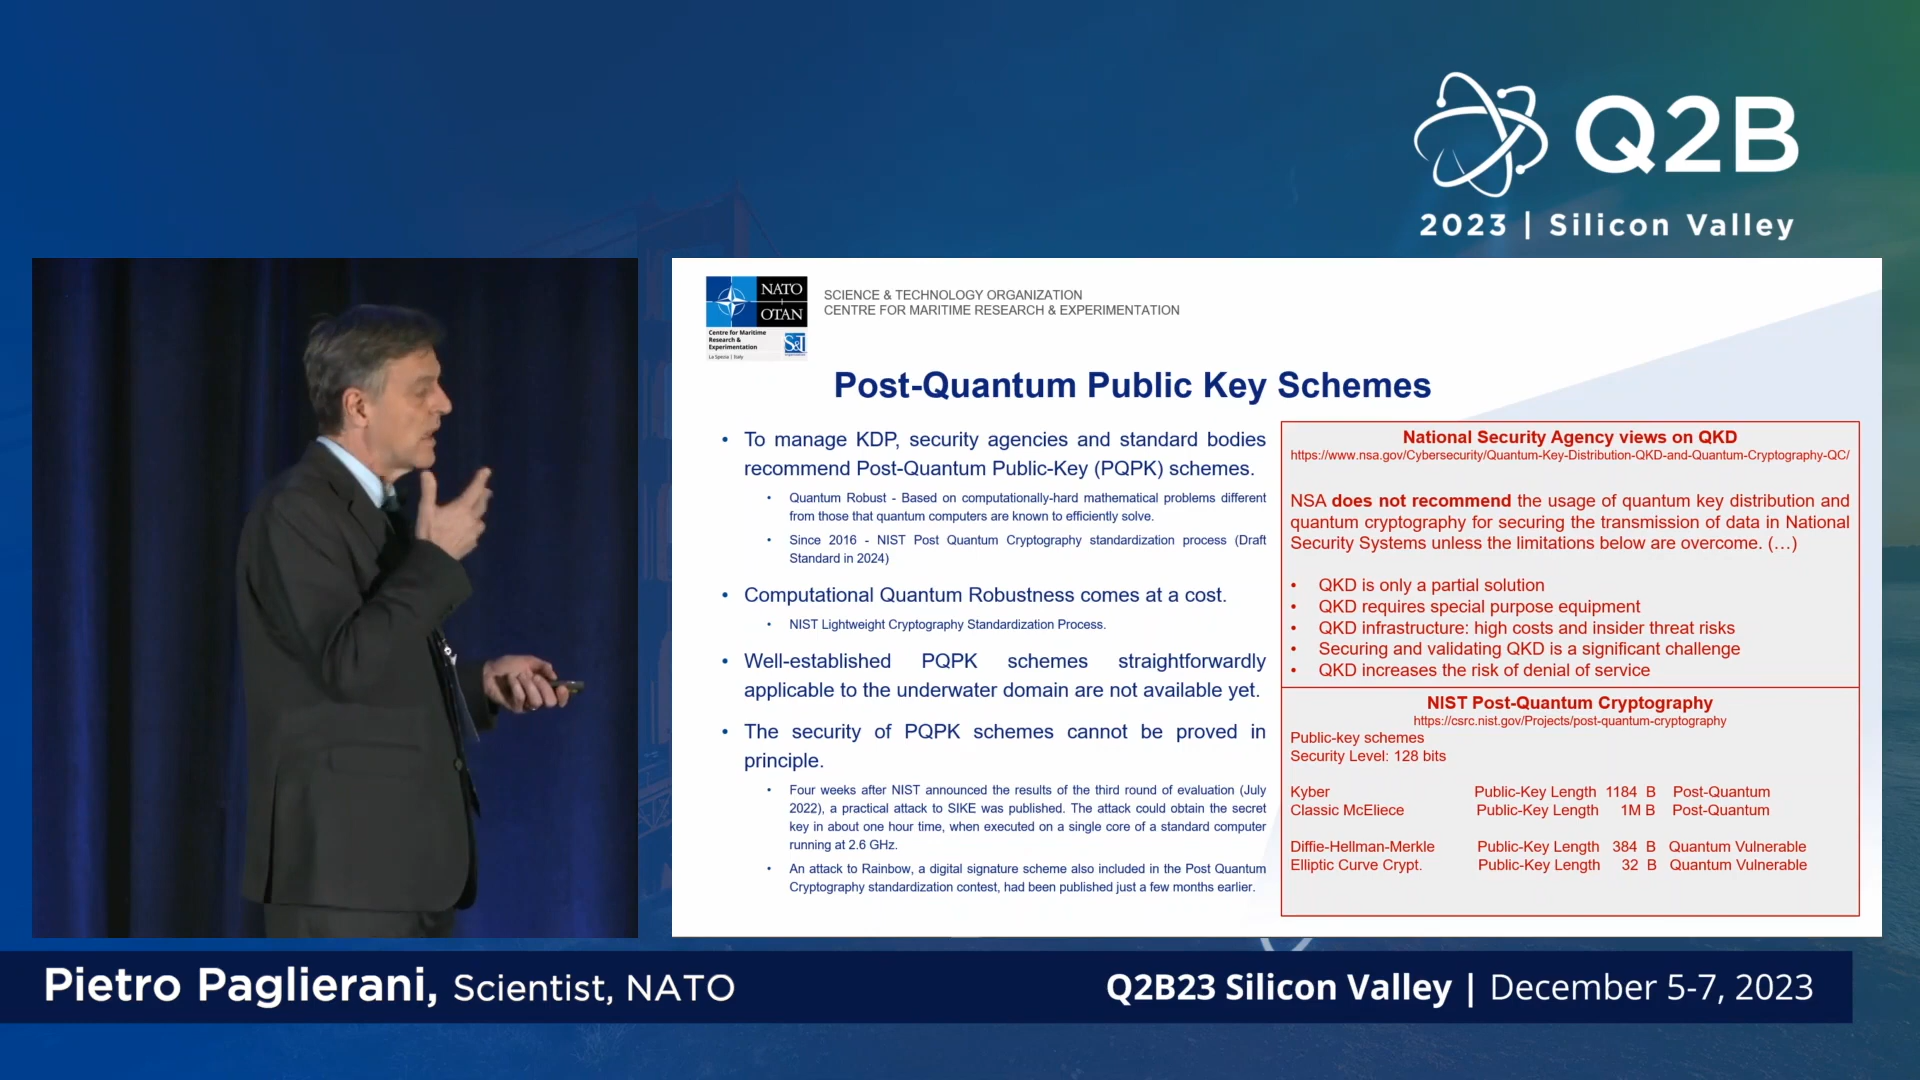 Q2B
2023 | Silicon Valley
NATO
OTAN
Centre for Maritime
Research &
Experimentation
La Spezia | Italy
S&T
SCIENCE & TECHNOLOGY ORGANIZATION
CENTRE FOR MARITIME RESEARCH & EXPERIMENTATION
Post-Quantum Public Key Schemes
• To manage KDP, security agencies and standard bodies
recommend Post-Quantum Public-Key (PQPK) schemes.
• Quantum Robust - Based on computationally-hard mathematical problems different
from those that quantum computers are known to efficiently solve.
• Since 2016 - NIST Post Quantum Cryptography standardization process (Draft
Standard in 2024)
• Computational Quantum Robustness comes at a cost.
• NIST Lightweight Cryptography Standardization Process.
• Well-established PQPK schemes straightforwardly
applicable to the underwater domain are not available yet.
• The security of PQPK schemes cannot be proved in
principle.
• Four weeks after NIST announced the results of the third round of evaluation (July
2022), a practical attack to SIKE was published. The attack could obtain the secret
key in about one hour time, when executed on a single core of a standard computer
running at 2.6 GHz.
• An attack to Rainbow, a digital signature scheme also included in the Post Quantum
Cryptography standardization contest, had been published just a few months earlier.
National Security Agency views on QKD
https://www.nsa.gov/Cybersecurity/Quantum-Key-Distribution-QKD-and-Quantum-Cryptography-QC/
NSA does not recommend the usage of quantum key distribution and
quantum cryptography for securing the transmission of data in National
Security Systems unless the limitations below are overcome. (…)
• QKD is only a partial solution
• QKD requires special purpose equipment
• QKD infrastructure: high costs and insider threat risks
• Securing and validating QKD is a significant challenge
• QKD increases the risk of denial of service
NIST Post-Quantum Cryptography
https://csrc.nist.gov/Projects/post-quantum-cryptography
Public-key schemes
Security Level: 128 bits
Kyber Public-Key Length 1184 B Post-Quantum
Classic McEliece Public-Key Length 1M B Post-Quantum
Diffie-Hellman-Merkle Public-Key Length 384 B Quantum Vulnerable
Elliptic Curve Crypt. Public-Key Length 32 B Quantum Vulnerable
Pietro Paglierani, Scientist, NATO
Q2B23 Silicon Valley | December 5-7, 2023